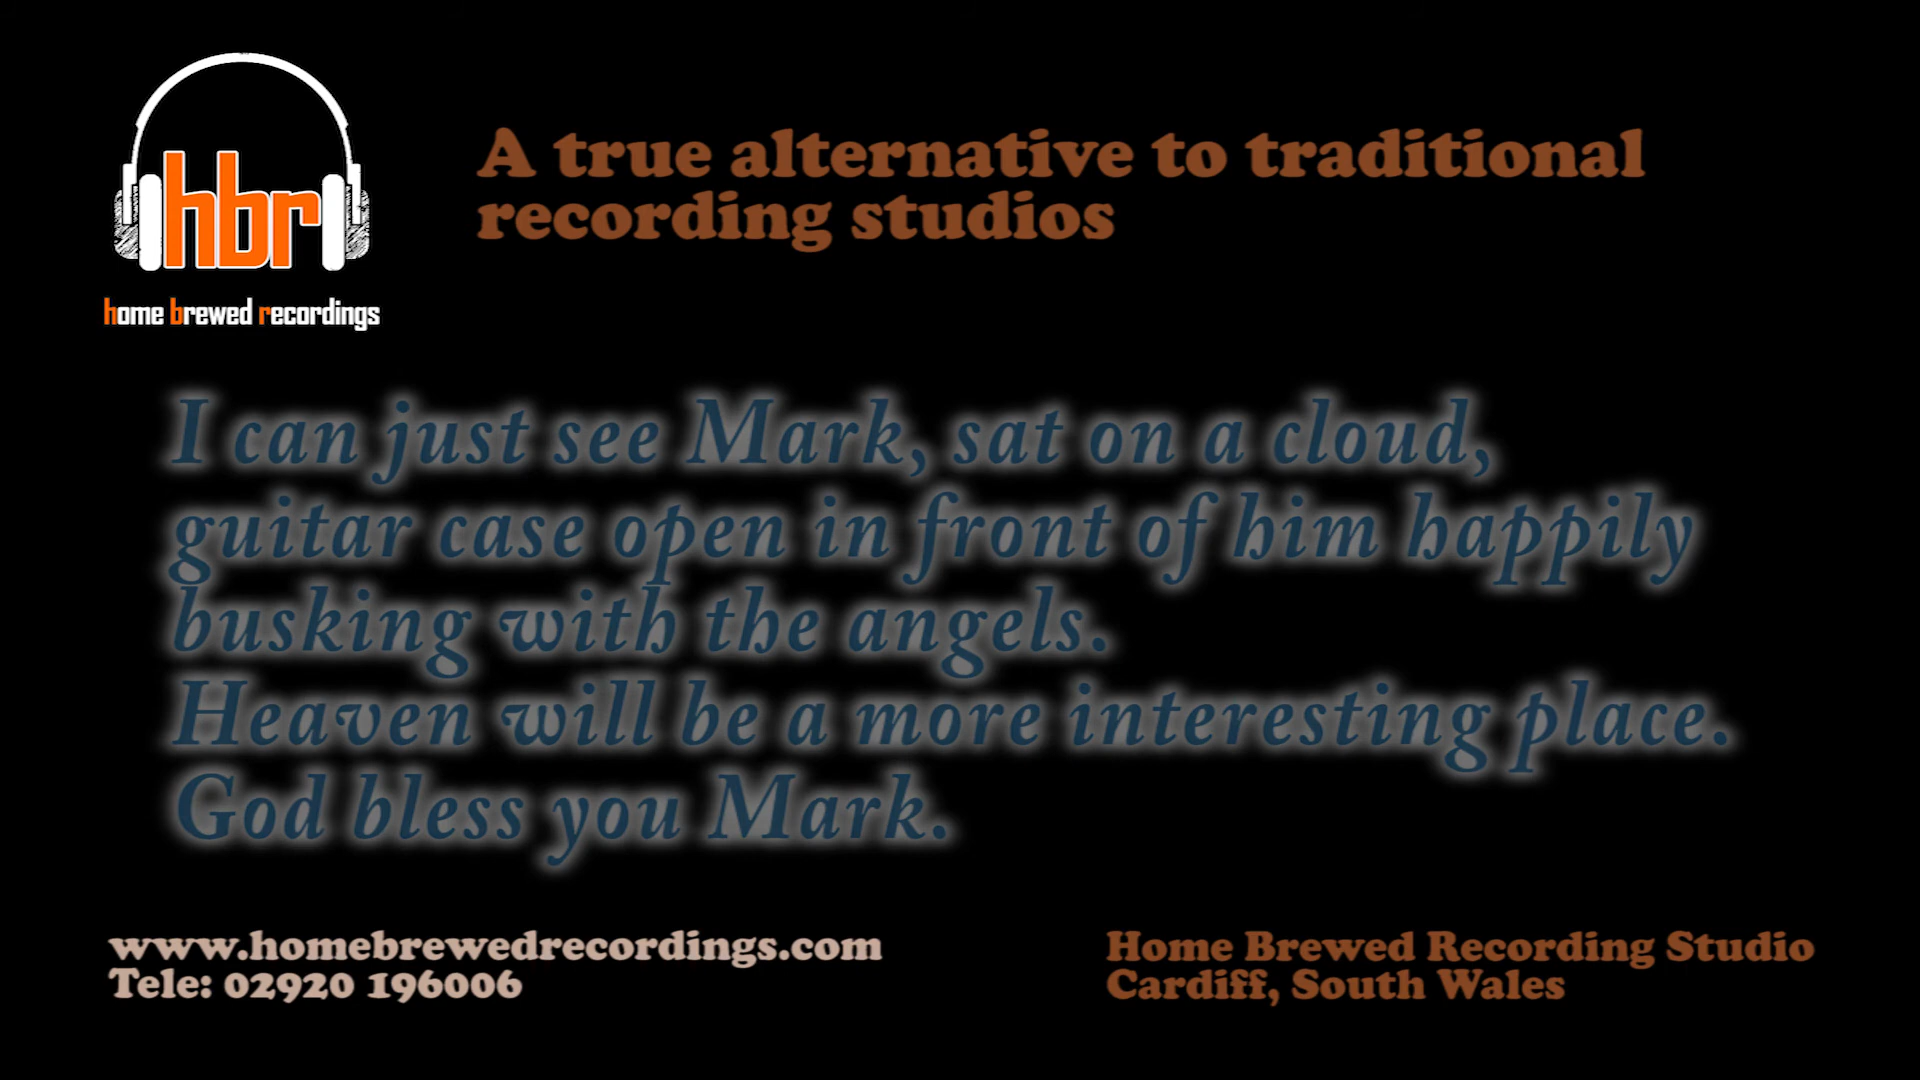 hbr
home brewed recordings
A true alternative to traditional
recording studios
I can just see Mark, sat on a cloud,
guitar case open in front of him happily
busking with the angels.
Heaven will be a more interesting place.
God bless you Mark.
www.homebrewedrecordings.com
Tele: 02920 196006
Home Brewed Recording Studio
Cardiff, South Wales